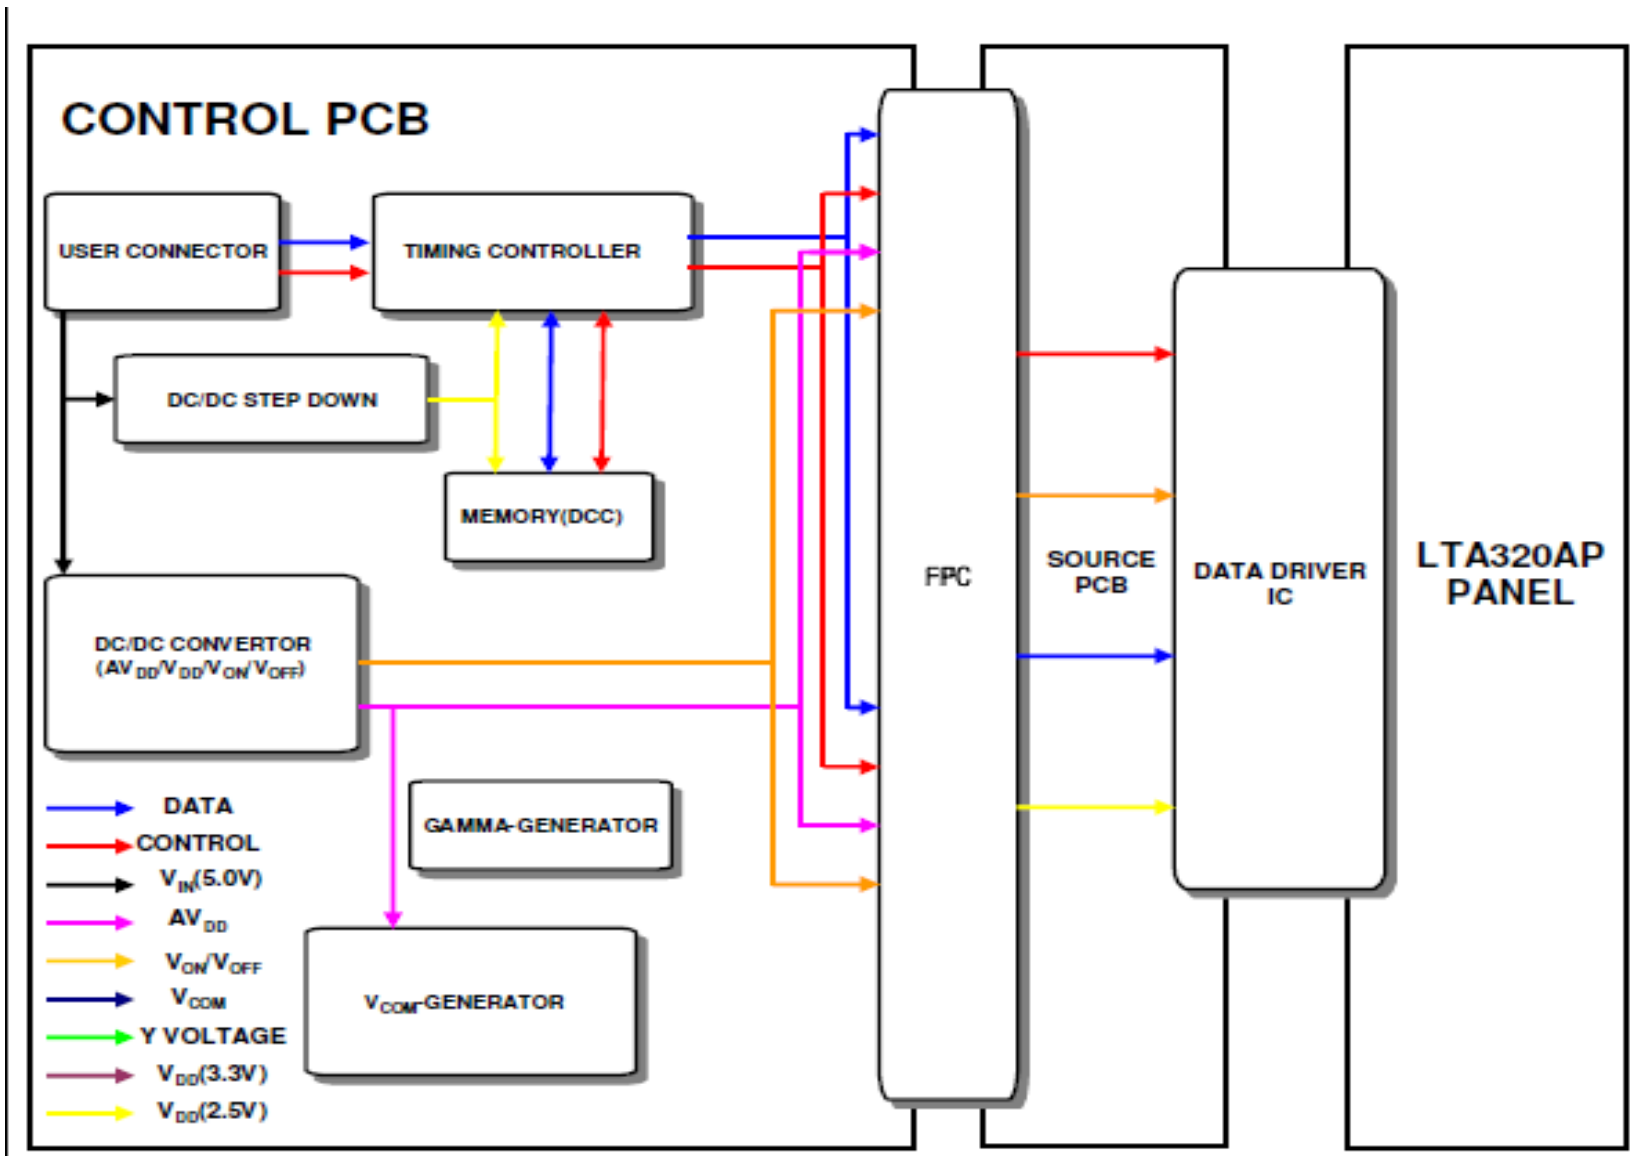 CONTROL PCB
USER CONNECTOR
TIMING CONTROLLER
DC/DC STEP DOWN
MEMORY(DCC)
DC/DC CONVERTOR
(AVDD/VDD/VON/VOFF)
GAMMA-GENERATOR
VCOM-GENERATOR
DATA
CONTROL
VIN(5.0V)
AVDD
VON/VOFF
VCOM
Y VOLTAGE
VDD(3.3V)
VDD(2.5V)
FPC
SOURCE
PCB
DATA DRIVER
IC
LTA320AP
PANEL